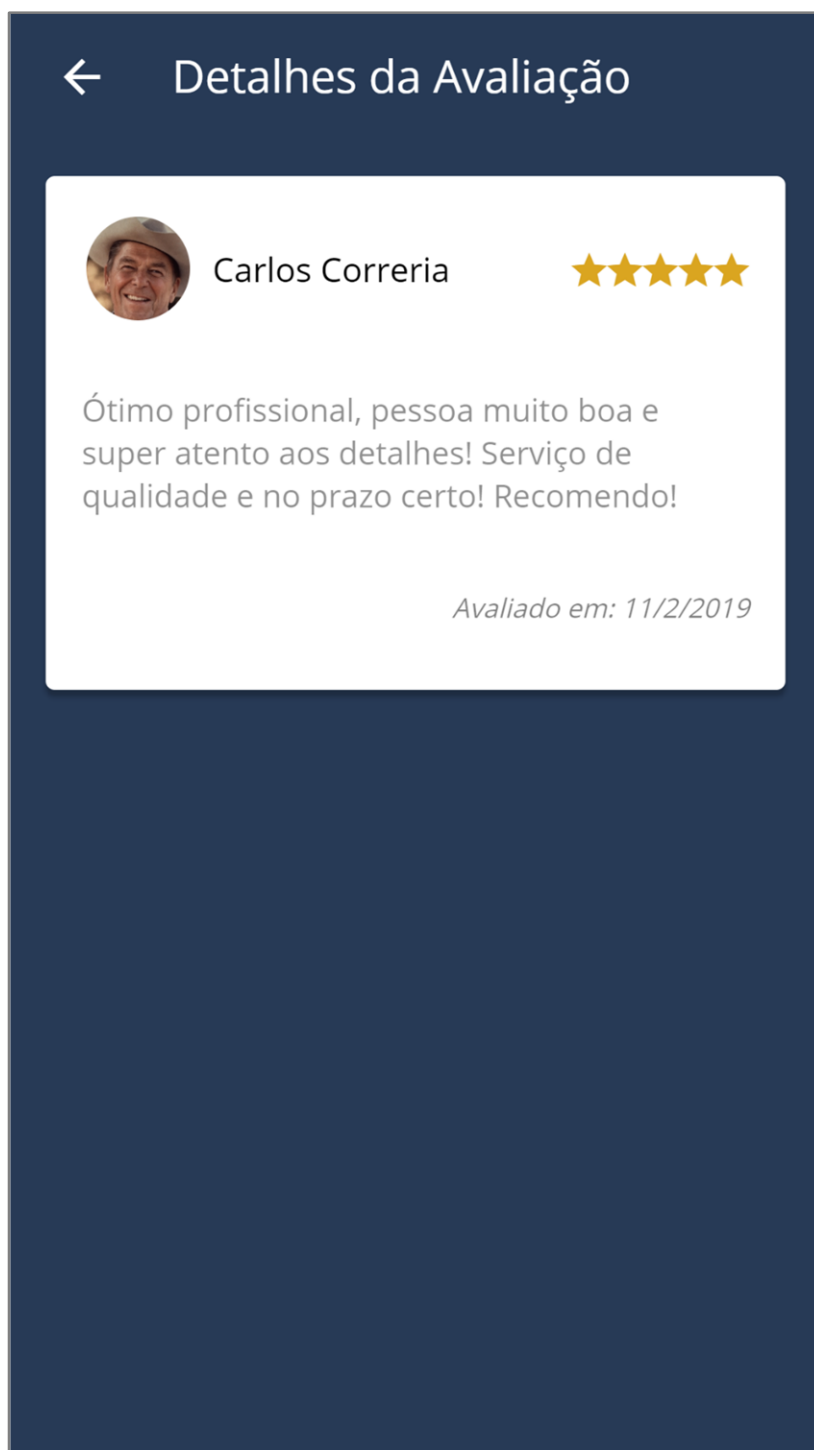 Detalhes da Avaliação
Carlos Correria
Ótimo profissional, pessoa muito boa e
super atento aos detalhes! Serviço de
qualidade e no prazo certo! Recomendo!
Avaliado em: 11/2/2019